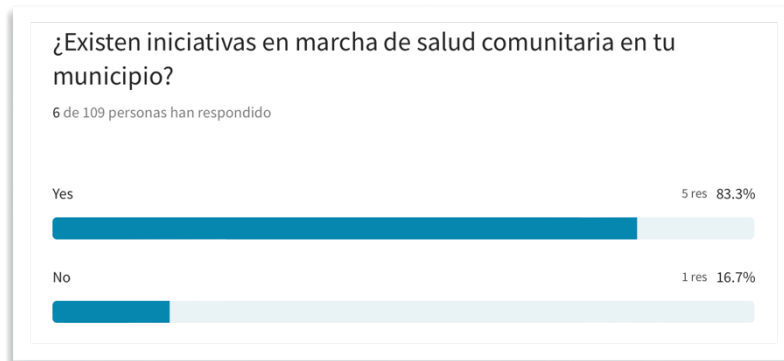 ¿Existen iniciativas en marcha de salud comunitaria en tu
municipio?
6 de 109 personas han respondido
Yes 5 res 83.3%
No 1 res 16.7%